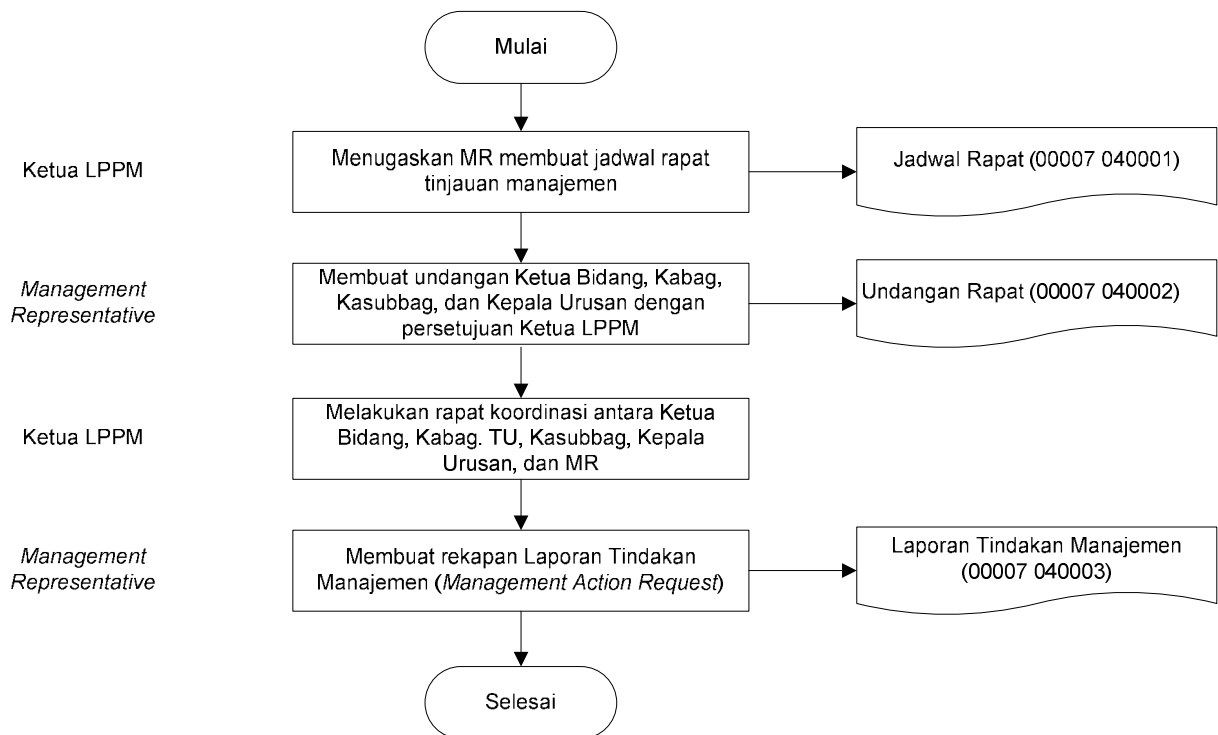 Mulai
Ketua LPPM
Menugaskan MR membuat jadwal rapat
tinjauan manajemen
Jadwal Rapat (00007 040001)
Management
Representative
Membuat undangan Ketua Bidang, Kabag,
Kasubbag, dan Kepala Urusan dengan
persetujuan Ketua LPPM
Undangan Rapat (00007 040002)
Ketua LPPM
Melakukan rapat koordinasi antara Ketua
Bidang, Kabag. TU, Kasubbag, Kepala
Urusan, dan MR
Management
Representative
Membuat rekapan Laporan Tindakan
Manajemen (Management Action Request)
Laporan Tindakan Manajemen
(00007 040003)
Selesai